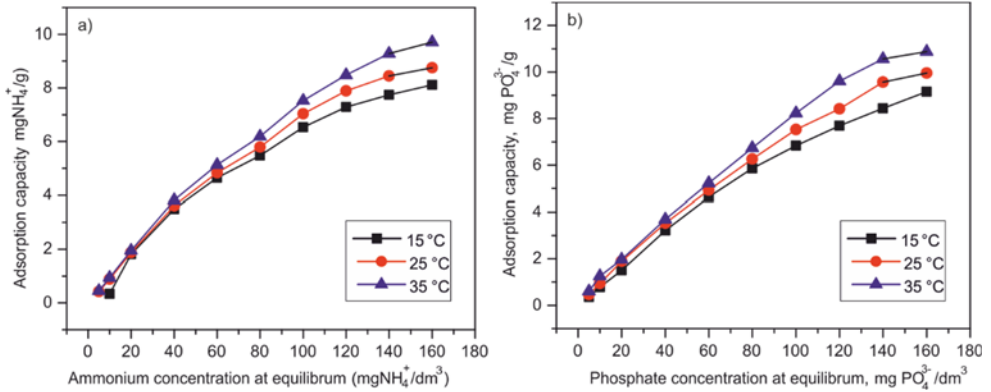 a)
Adsorption capacity mgNH₄⁺/g)
10
8
6
4
2
0
15 °C
25 °C
35 °C
0 20 40 60 80 100 120 140 160 180
Ammonium concentration at equilibrum (mgNH₄⁺/dm³)
b)
Adsorption capacity, mg PO₄³⁻/g
12
10
8
6
4
2
0
15 °C
25 °C
35 °C
0 20 40 60 80 100 120 140 160 180
Phosphate concentration at equilibrum, mg PO₄³⁻/dm³